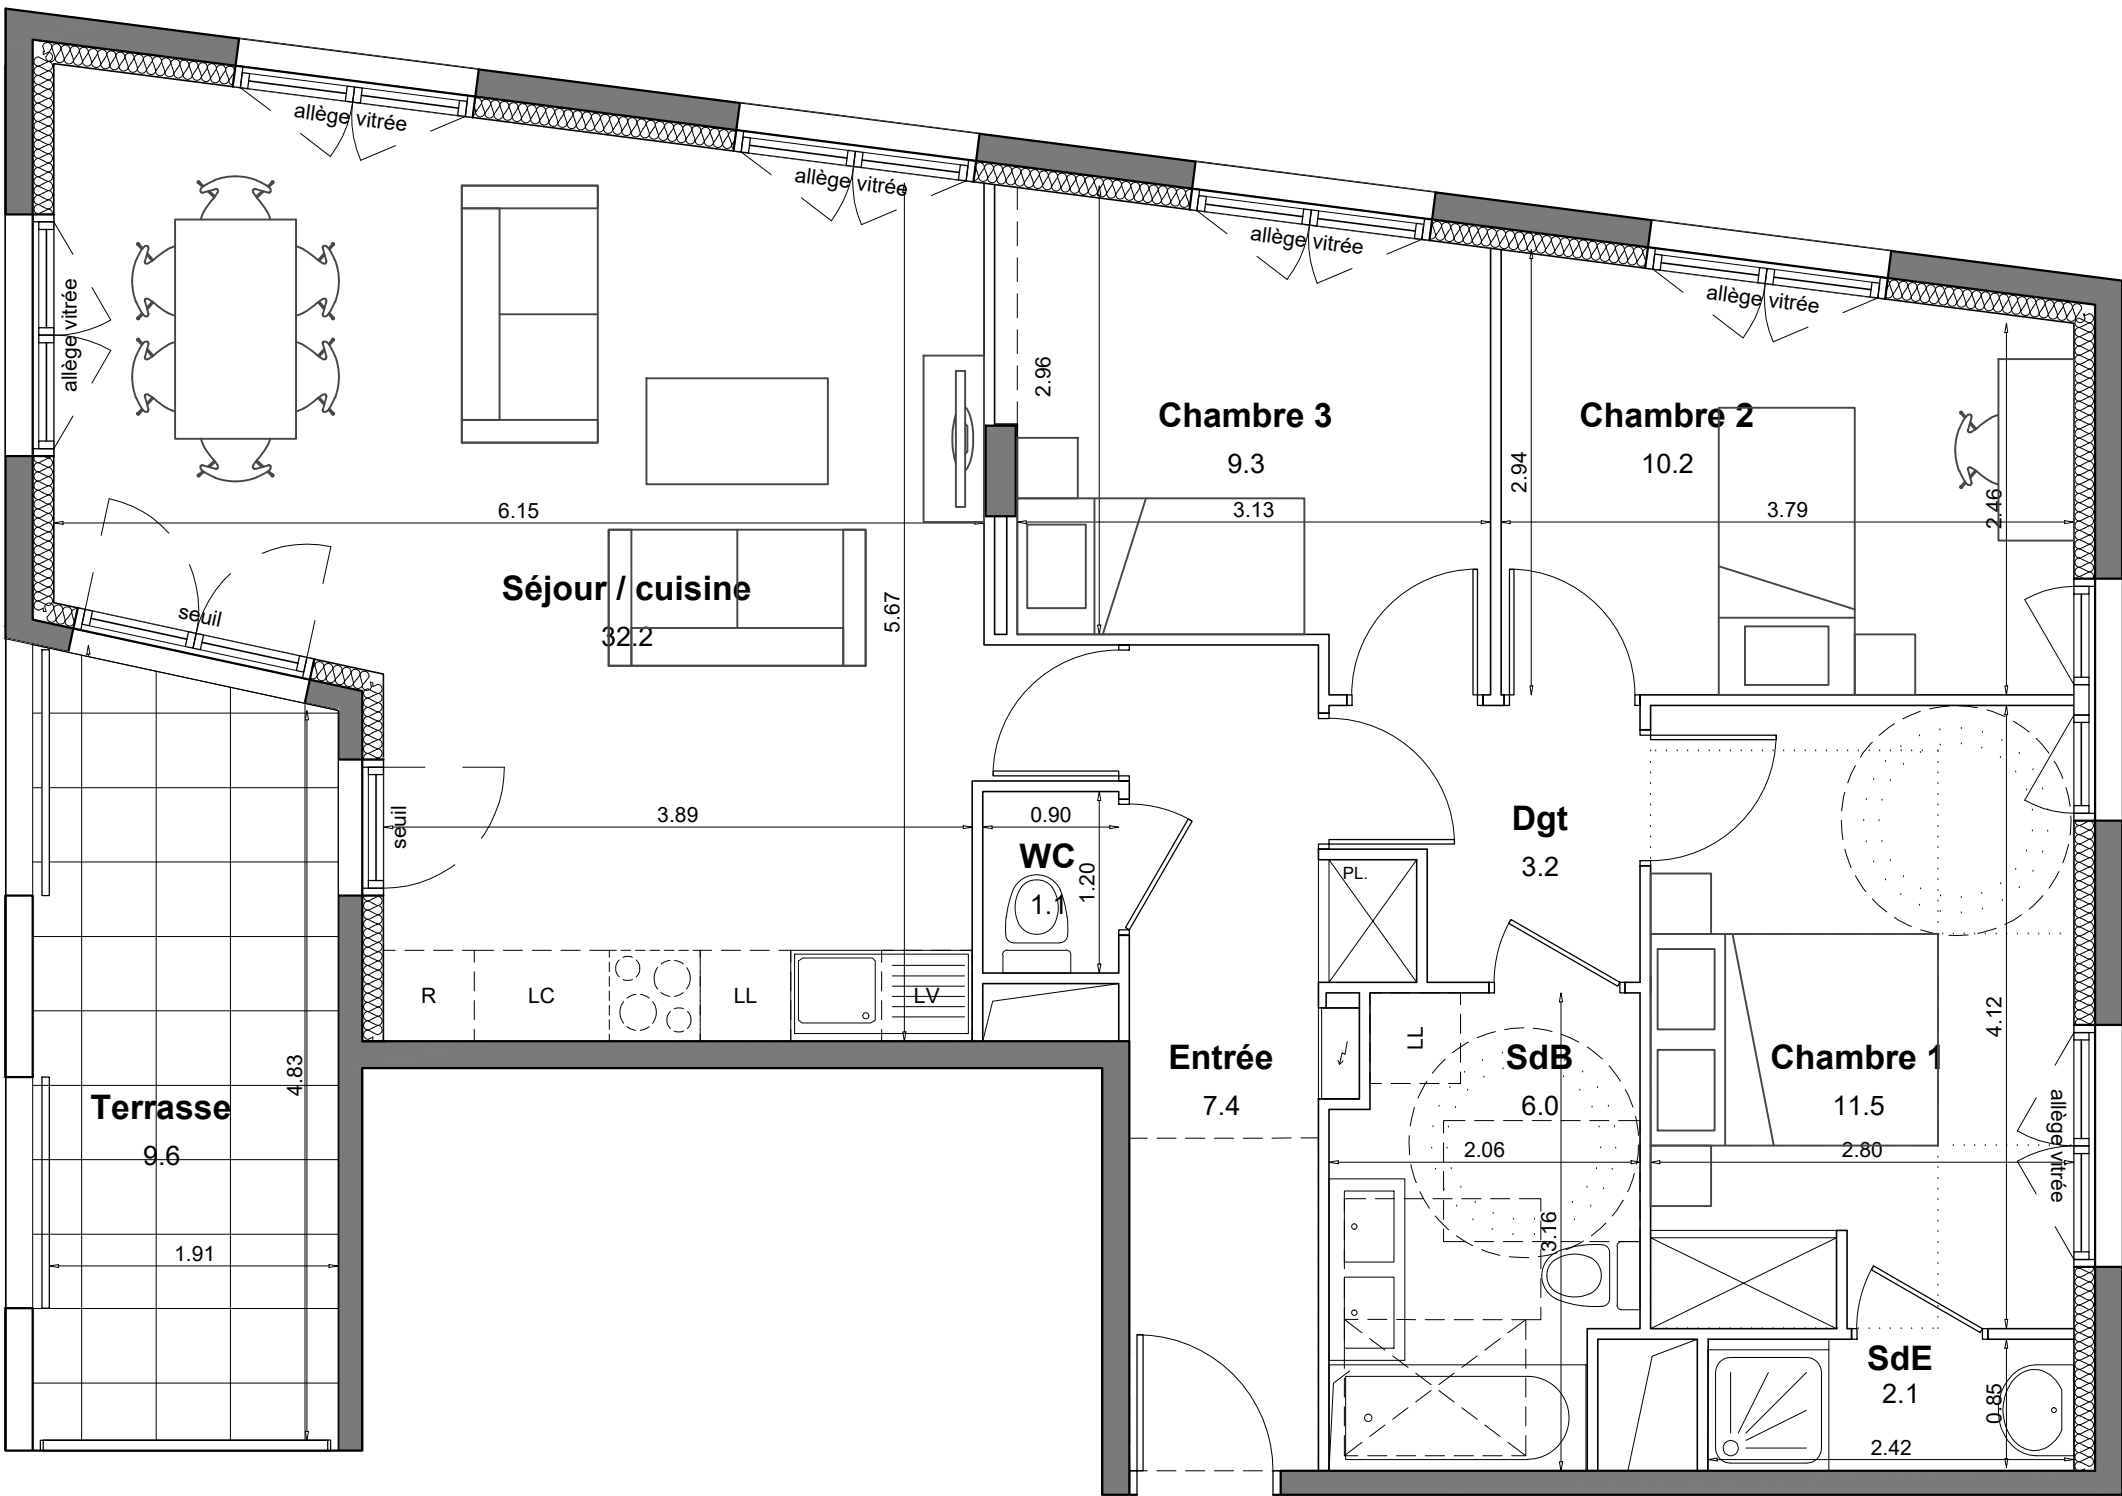 allège vitrée
allège vitrée
allège vitrée
allège vitrée
allège vitrée
2.96
Chambre 3
9.3
Chambre 2
10.2
2.94
2.46
6.15
3.13
3.79
Séjour / cuisine
32.2
seuil
5.67
3.89
seuil
0.90
WC
1.1
1.20
Dgt
3.2
PL.
R
LC
LL
LV
4.12
LL
Entrée
7.4
SdB
6.0
Chambre 1
11.5
allège vitrée
4.83
Terrasse
9.6
2.06
2.80
3.16
1.91
SdE
2.1
0.85
2.42